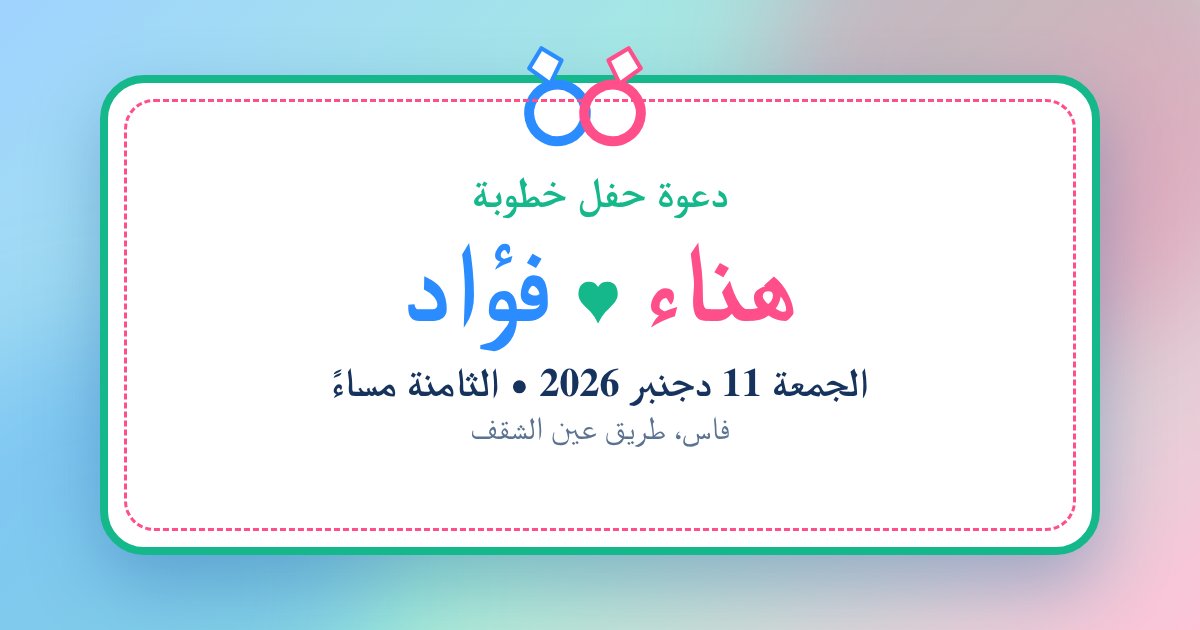 دعوة حفل خطوبة
هناء ♥ فؤاد
الجمعة 11 دجنبر 2026 • الثامنة مساءً
فاس، طريق عين الشقف